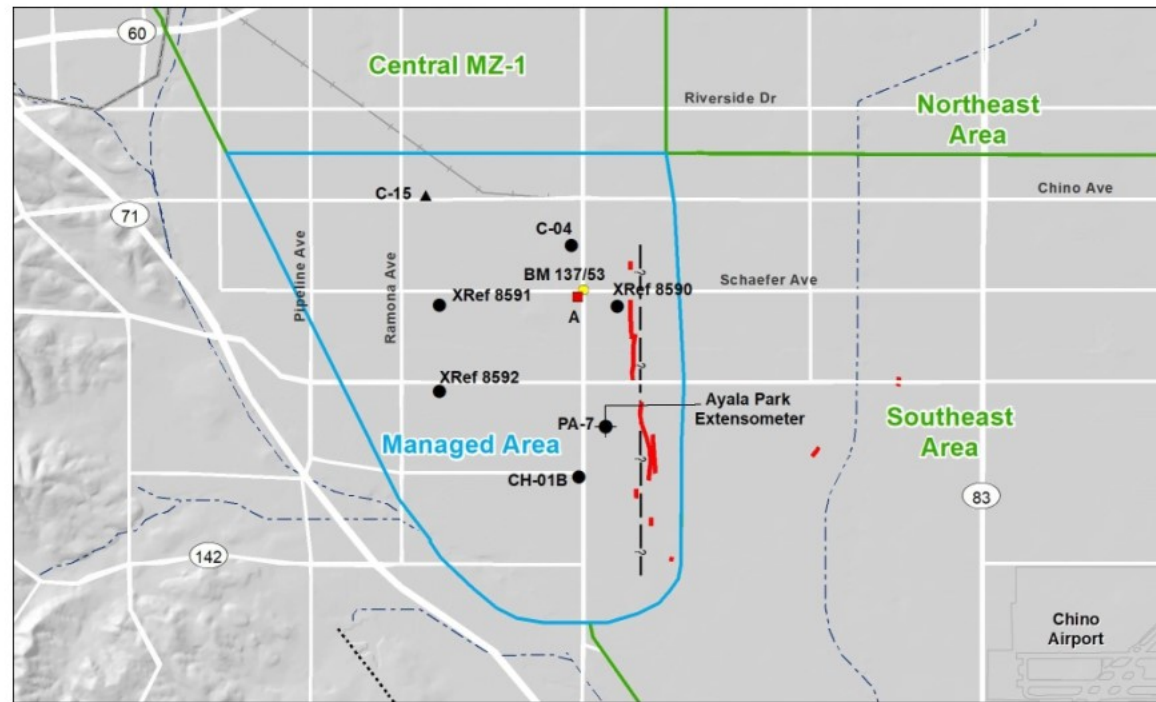 60
Central MZ-1
Riverside Dr
Northeast
Area
C-15
Chino Ave
71
Pipeline Ave
Ramona Ave
C-04
BM 137/53
Schaefer Ave
XRef 8591
XRef 8590
A
?
?
XRef 8592
Ayala Park
Extensometer
PA-7
Southeast
Area
Managed Area
?
CH-01B
83
142
?
Chino
Airport